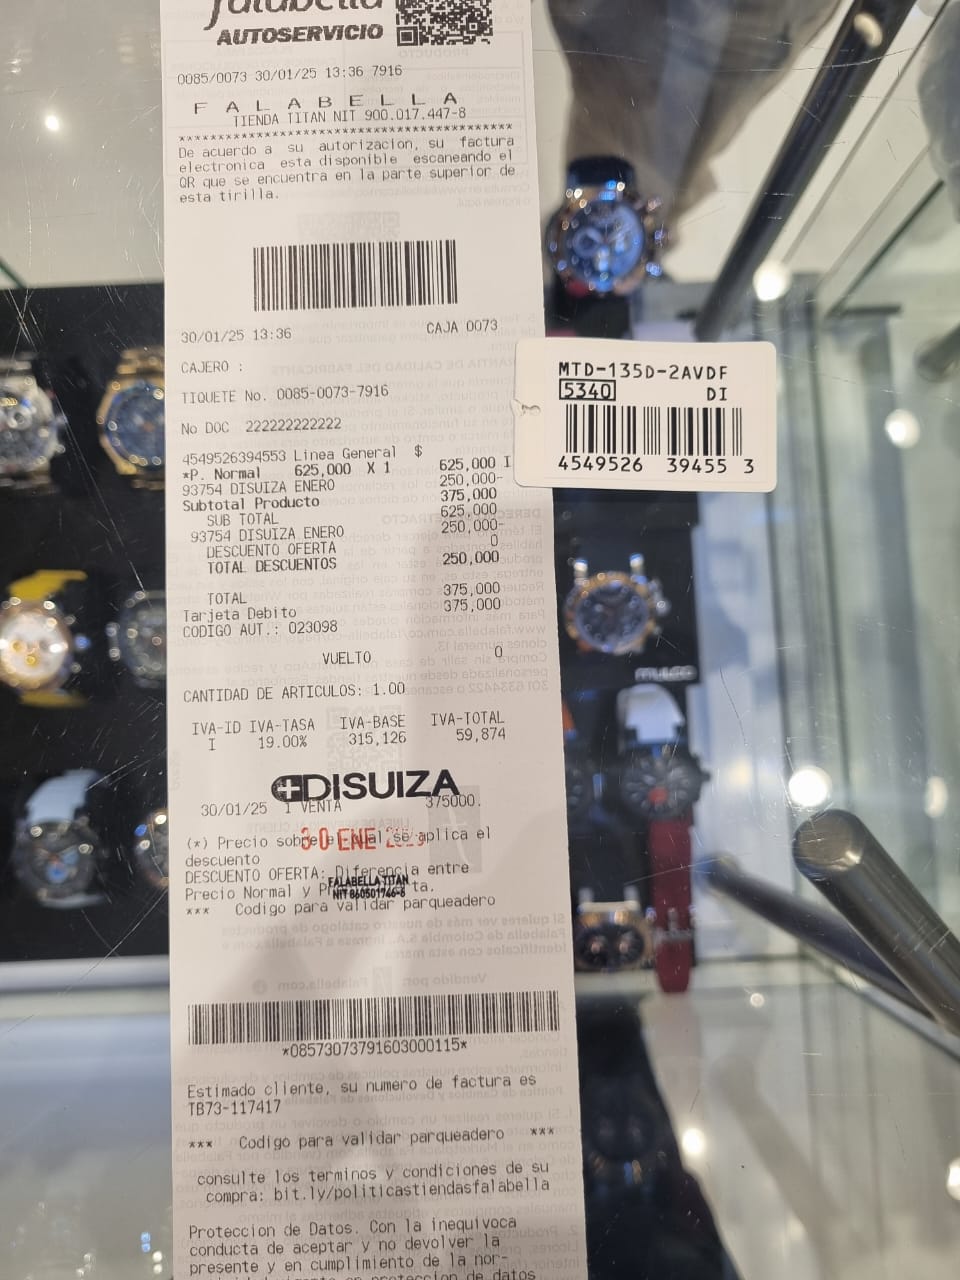 falabella
AUTOSERVICIO
0085/0073 30/01/25 13:36 7916
F A L A B E L L A
TIENDA TITAN NIT 900.017.447-8
****************************************
De acuerdo a su autorizacion, su factura
electronica esta disponible escaneando el
QR que se encuentra en la parte superior de
esta tirilla.
30/01/25 13:36 CAJA 0073
CAJERO :
TIQUETE No. 0085-0073-7916
No DOC 222222222222
4549526394553 Linea General $
*P. Normal 625,000 X 1 625,000 I
93754 DISUIZA ENERO 250,000-
Subtotal Producto 375,000
SUB TOTAL 625,000
93754 DISUIZA ENERO 250,000-
DESCUENTO OFERTA 0
TOTAL DESCUENTOS 250,000
TOTAL 375,000
Tarjeta Debito 375,000
CODIGO AUT.: 023098
VUELTO 0
CANTIDAD DE ARTICULOS: 1.00
IVA-ID IVA-TASA IVA-BASE IVA-TOTAL
I 19.00% 315,126 59,874
DISUIZA
30/01/25 1 VENTA 375000.
(*) Precio sobre el se aplica el
30 ENE
descuento
DESCUENTO OFERTA: Diferencia entre
FALABELLA TITAN
Precio Normal y
NIT 860501746-6
*** Codigo para validar parqueadero
*08573073791603000115*
Estimado cliente, su numero de factura es
TB73-117417
*** Codigo para validar parqueadero ***
consulte los terminos y condiciones de su
compra: bit.ly/politicastiendasfalabella
Proteccion de Datos. Con la inequivoca
conducta de aceptar y no devolver la
presente y en cumplimiento de la nor-
MTD-135D-2AVDF
5340 DI
4549526 39455 3
MULCO